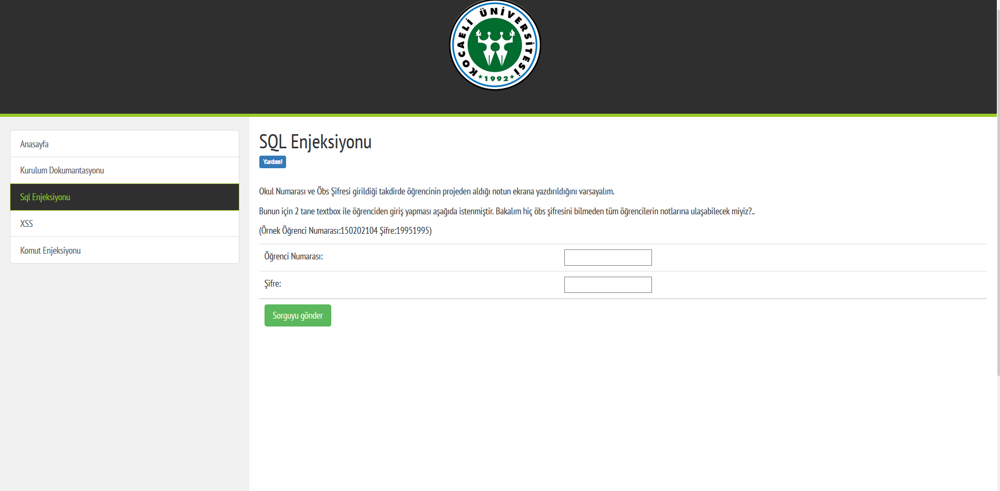 KOCAELİ ÜNİVERSİTESİ
1992
Anasayfa
Kurulum Dokumantasyonu
Sql Enjeksiyonu
XSS
Komut Enjeksiyonu
SQL Enjeksiyonu
Yardım!
Okul Numarası ve Öbs Şifresi girildiği takdirde öğrencinin projeden aldığı notun ekrana yazdırıldığını varsayalım.
Bunun için 2 tane textbox ile öğrenciden giriş yapması aşağıda istenmiştir. Bakalım hiç öbs şifresini bilmeden tüm öğrencilerin notlarına ulaşabilecek miyiz?..
(Örnek Öğrenci Numarası:150202104 Şifre:19951995)
Öğrenci Numarası:
Şifre:
Sorguyu gönder